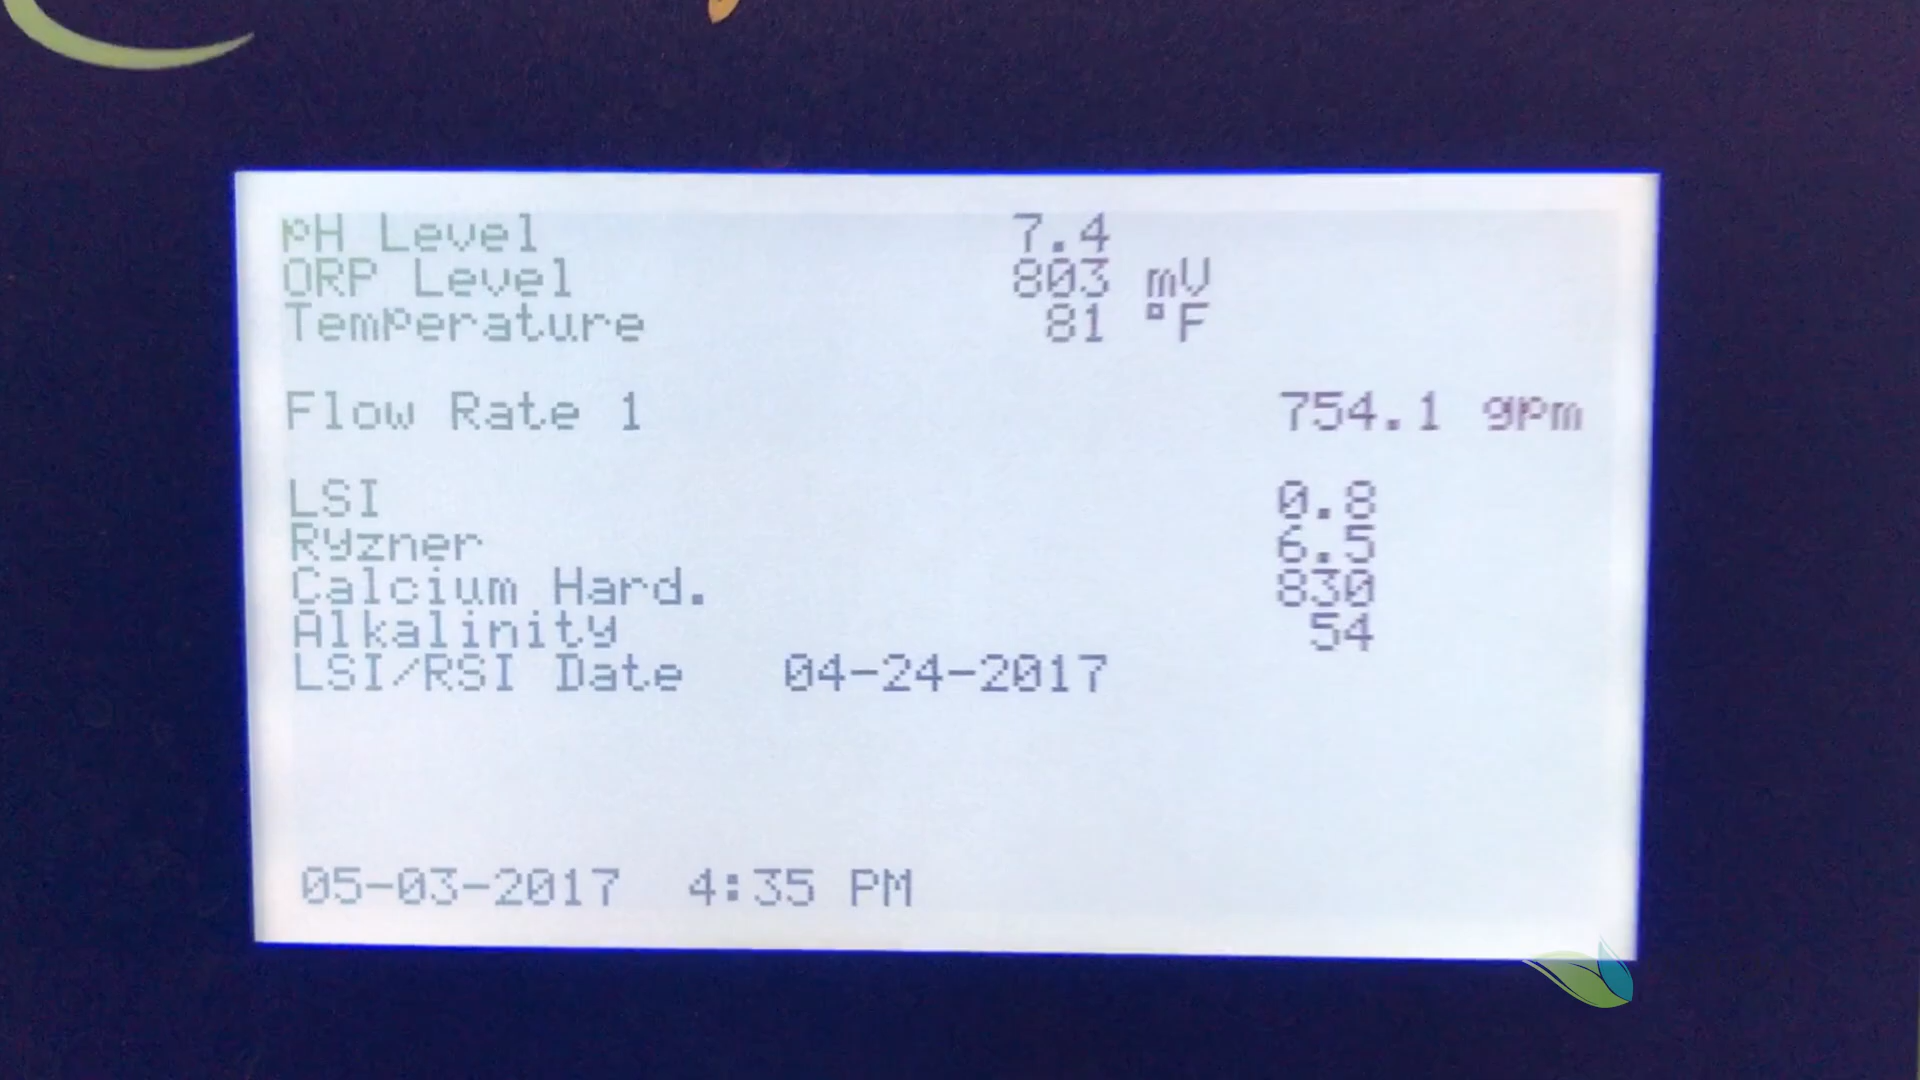 pH Level 7.4
ORP Level 803 mV
Temperature 81 °F
Flow Rate 1 754.1 gpm
LSI 0.8
Ryzner 6.5
Calcium Hard. 830
Alkalinity 54
LSI/RSI Date 04-24-2017
05-03-2017 4:35 PM